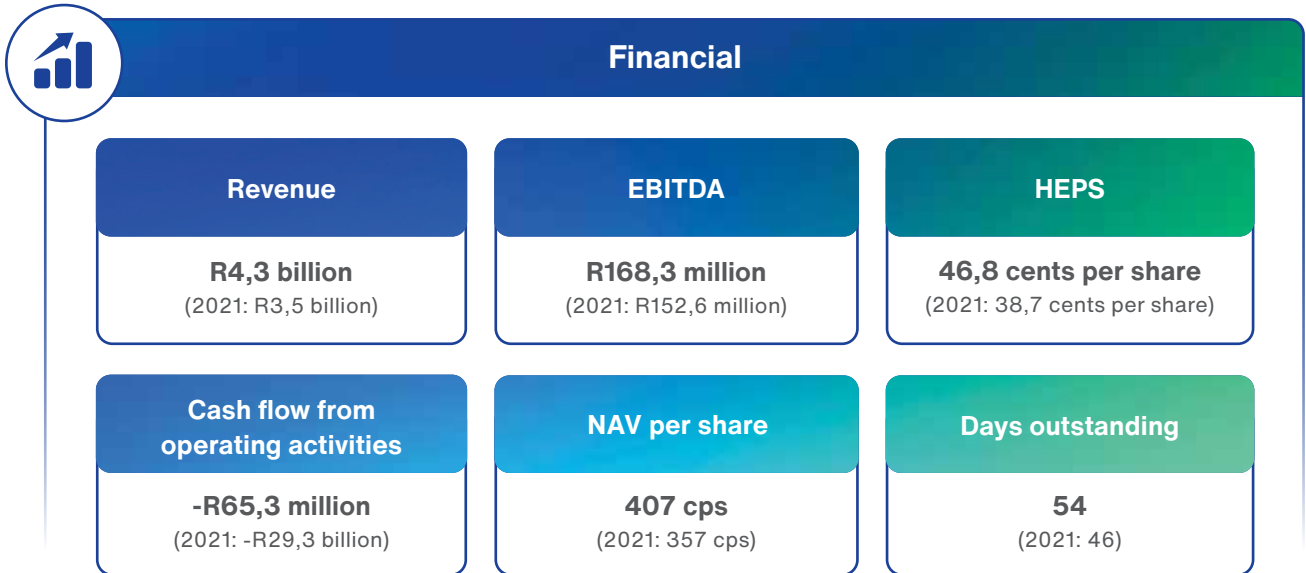 Financial
Revenue
R4,3 billion
(2021: R3,5 billion)
EBITDA
R168,3 million
(2021: R152,6 million)
HEPS
46,8 cents per share
(2021: 38,7 cents per share)
Cash flow from
operating activities
-R65,3 million
(2021: -R29,3 billion)
NAV per share
407 cps
(2021: 357 cps)
Days outstanding
54
(2021: 46)